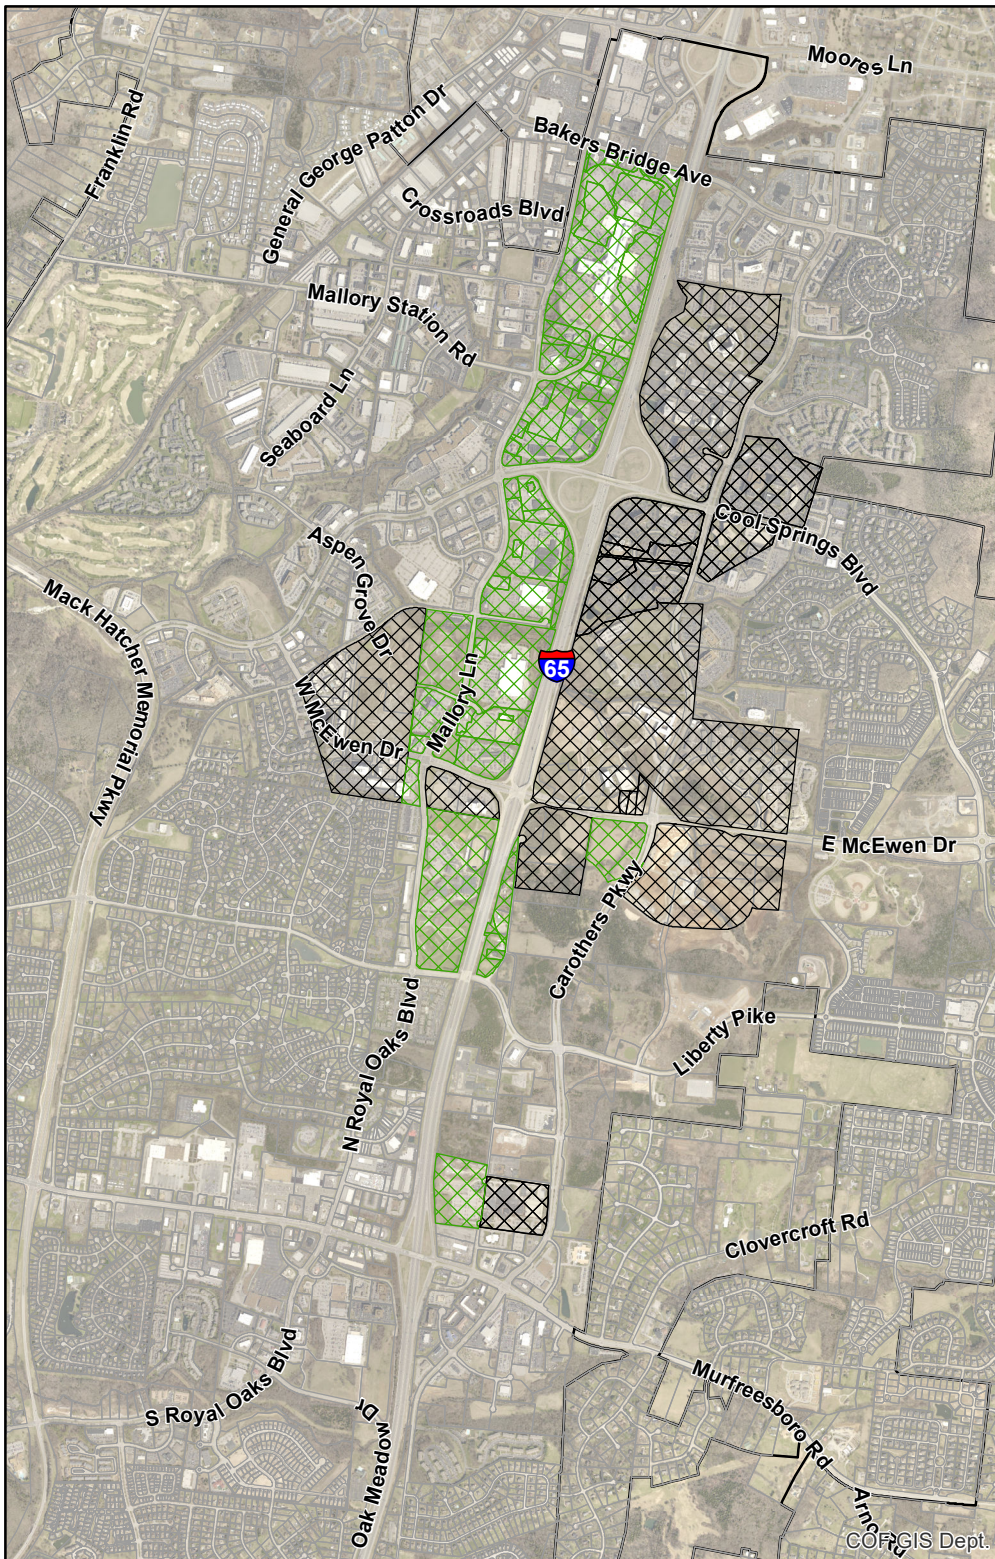 Moores Ln
Franklin Rd
General George Patton Dr
Bakers Bridge Ave
Crossroads Blvd
Mallory Station Rd
Seaboard Ln
Cool Springs Blvd
Aspen Grove Dr
Mack Hatcher Memorial Pkwy
65
Mallory Ln
W McEwen Dr
E McEwen Dr
Carothers Pkwy
N Royal Oaks Blvd
Liberty Pike
Clovercroft Rd
S Royal Oaks Blvd
Murfreesboro Rd
Oak Meadow Dr
Arno Rd
COF GIS Dept.